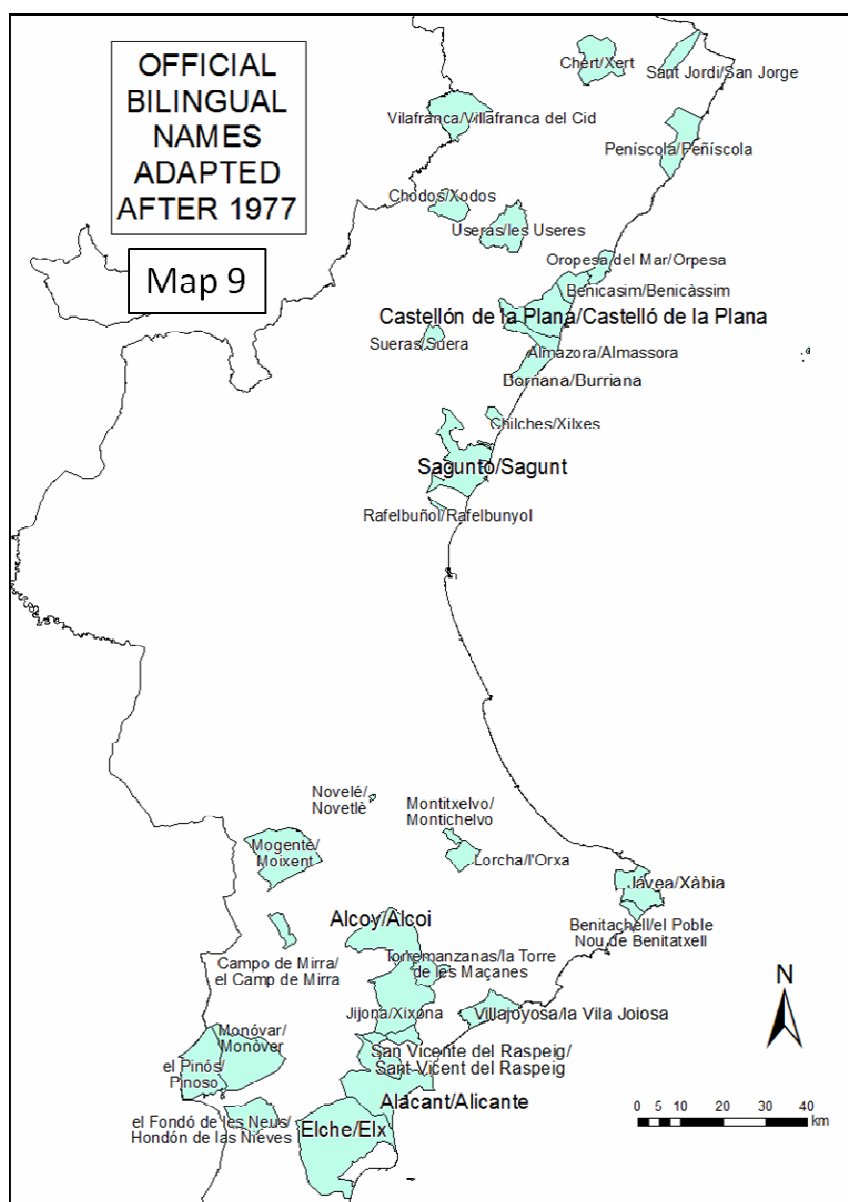 OFFICIAL
BILINGUAL
NAMES
ADAPTED
AFTER 1977
Map 9
Chert/Xert
Sant Jordi/San Jorge
Vilafranca/Villafranca del Cid
Peníscola/Peñíscola
Chodos/Xodos
Useras/les Useres
Oropesa del Mar/Orpesa
Benicasim/Benicàssim
Castellón de la Plana/Castelló de la Plana
Sueras/Suera
Almazora/Almassora
Borriana/Burriana
Chilches/Xilxes
Sagunto/Sagunt
Rafelbuñol/Rafelbunyol
Novelé/
Novetlè
Montitxelvo/
Montichelvo
Mogente/
Moixent
Lorcha/l'Orxa
Jávea/Xàbia
Alcoy/Alcoi
Benitachell/el Poble
Nou de Benitatxell
Torremanzanas/la Torre
de les Maçanes
Campo de Mirra/
el Camp de Mirra
N
Jijona/Xixona
Villajoyosa/la Vila Joiosa
Monóvar/
Monòver
San Vicente del Raspeig/
Sant Vicent del Raspeig
el Pinós/
Pinoso
Alacant/Alicante
0 5 10 20 30 40
km
el Fondó de les Neus/
Hondón de las Nieves
Elche/Elx